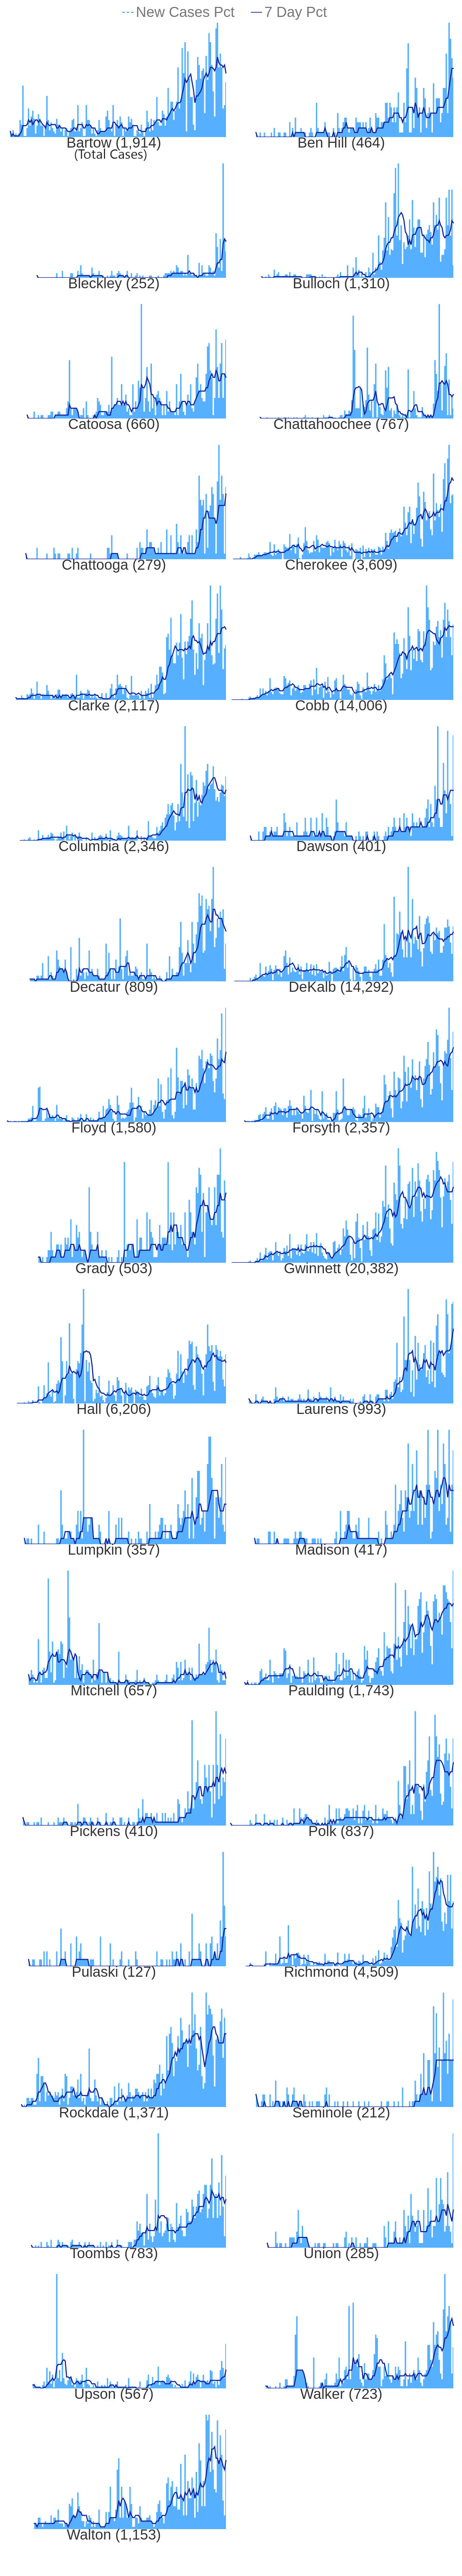 New Cases Pct 7 Day Pct
Bartow (1,914) Ben Hill (464)
(Total Cases)
Bleckley (252) Bulloch (1,310)
Catoosa (660) Chattahoochee (767)
Chattooga (279) Cherokee (3,609)
Clarke (2,117) Cobb (14,006)
Columbia (2,346) Dawson (401)
Decatur (809) DeKalb (14,292)
Floyd (1,580) Forsyth (2,357)
Grady (503) Gwinnett (20,382)
Hall (6,206) Laurens (993)
Lumpkin (357) Madison (417)
Mitchell (657) Paulding (1,743)
Pickens (410) Polk (837)
Pulaski (127) Richmond (4,509)
Rockdale (1,371) Seminole (212)
Toombs (783) Union (285)
Upson (567) Walker (723)
Walton (1,153)